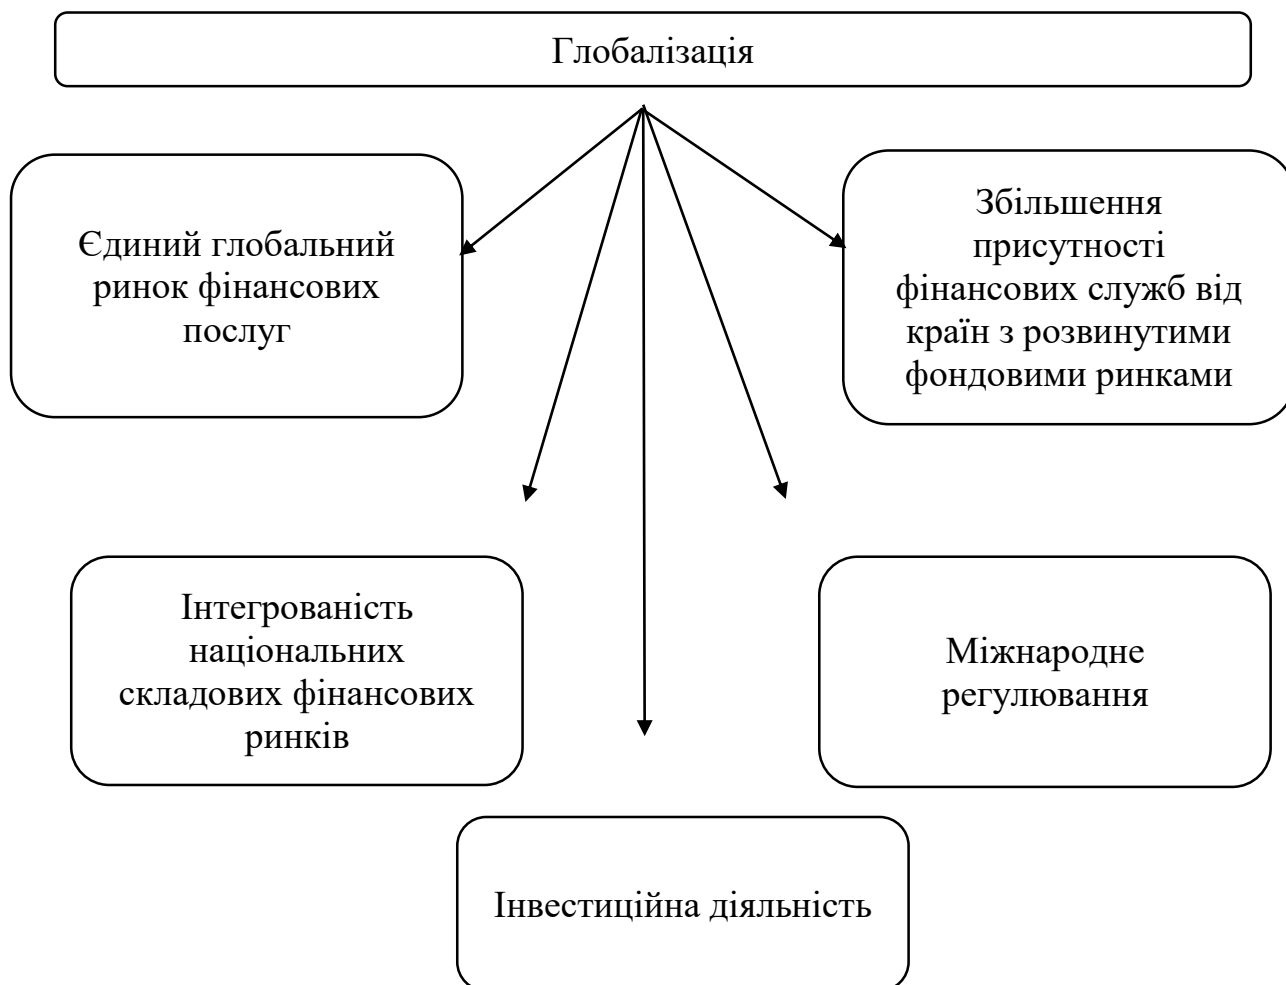 Глобалізація
Єдиний глобальний
ринок фінансових
послуг
Збільшення
присутності
фінансових служб від
країн з розвинутими
фондовими ринками
Інтегрованість
національних
складових фінансових
ринків
Міжнародне
регулювання
Інвестиційна діяльність